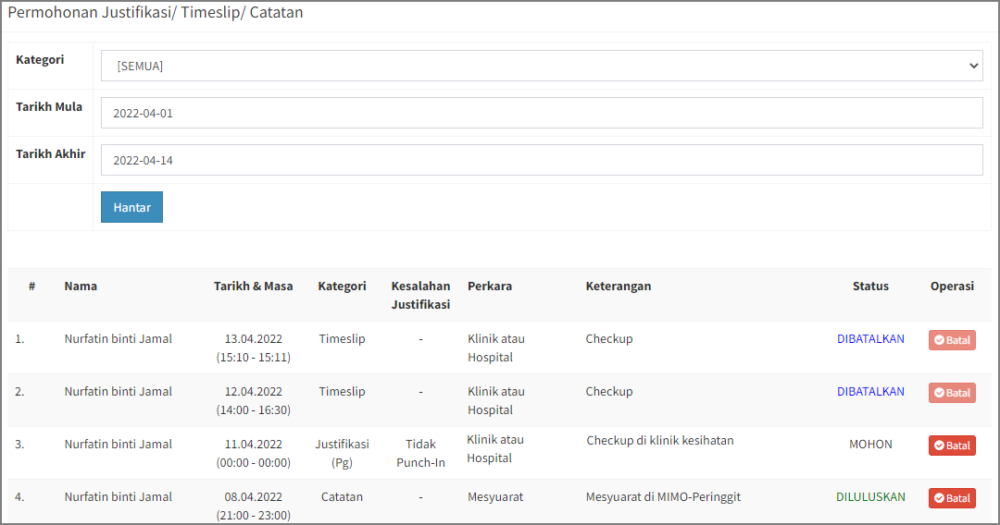 Permohonan Justifikasi/ Timeslip/ Catatan
Kategori [SEMUA]
Tarikh Mula 2022-04-01
Tarikh Akhir 2022-04-14
Hantar
# Nama Tarikh & Masa Kategori Kesalahan Perkara Keterangan Status Operasi
Justifikasi
1. Nurfatin binti Jamal 13.04.2022 Timeslip - Klinik atau Checkup DIBATALKAN Batal
(15:10 - 15:11) Hospital
2. Nurfatin binti Jamal 12.04.2022 Timeslip - Klinik atau Checkup DIBATALKAN Batal
(14:00 - 16:30) Hospital
3. Nurfatin binti Jamal 11.04.2022 Justifikasi Tidak Klinik atau Checkup di klinik kesihatan MOHON Batal
(00:00 - 00:00) (Pg) Punch-In Hospital
4. Nurfatin binti Jamal 08.04.2022 Catatan - Mesyuarat Mesyuarat di MIMO-Peringgit DILULUSKAN Batal
(21:00 - 23:00)